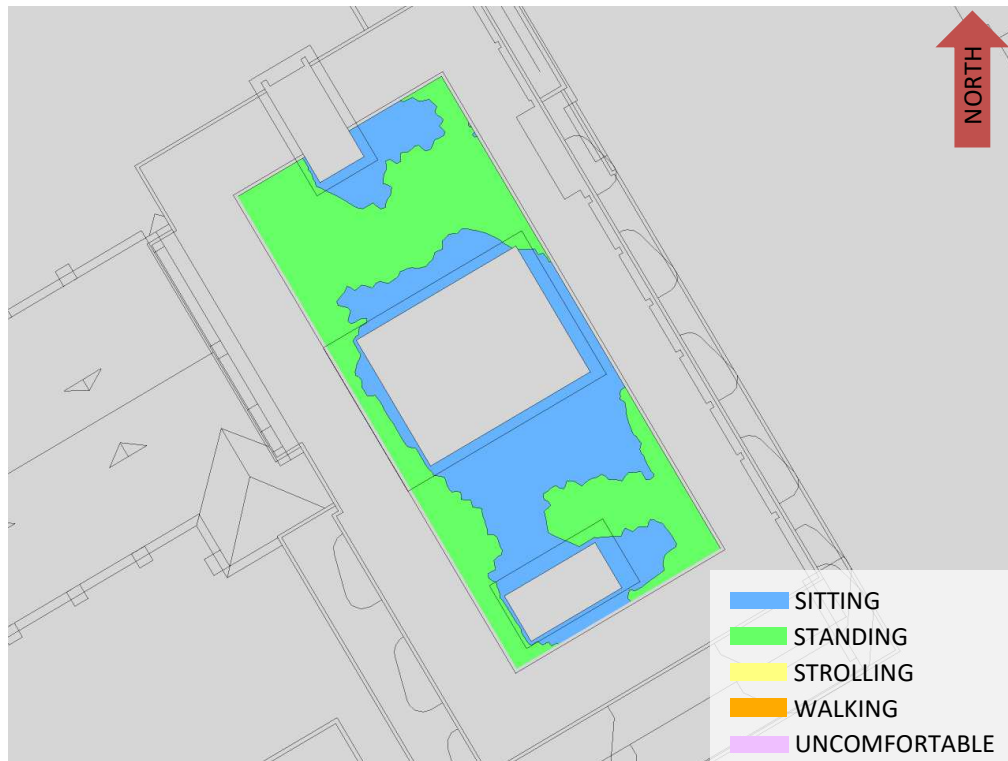 NORTH
SITTING
STANDING
STROLLING
WALKING
UNCOMFORTABLE